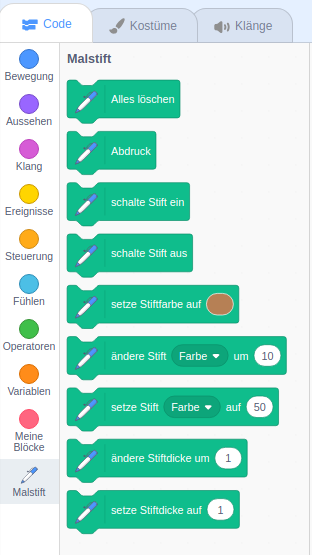 Code
Kostüme
Klänge
Bewegung
Aussehen
Klang
Ereignisse
Steuerung
Fühlen
Operatoren
Variablen
Meine
Blöcke
Malstift
Malstift
Alles löschen
Abdruck
schalte Stift ein
schalte Stift aus
setze Stiftfarbe auf
ändere Stift Farbe um 10
setze Stift Farbe auf 50
ändere Stiftdicke um 1
setze Stiftdicke auf 1